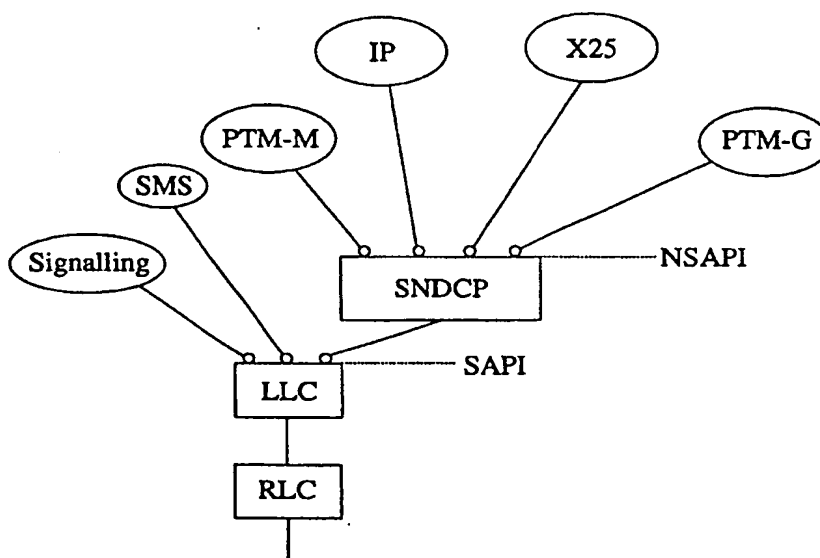 IP
X25
PTM-M
PTM-G
SMS
Signalling
NSAPI
SNDCP
SAPI
LLC
RLC